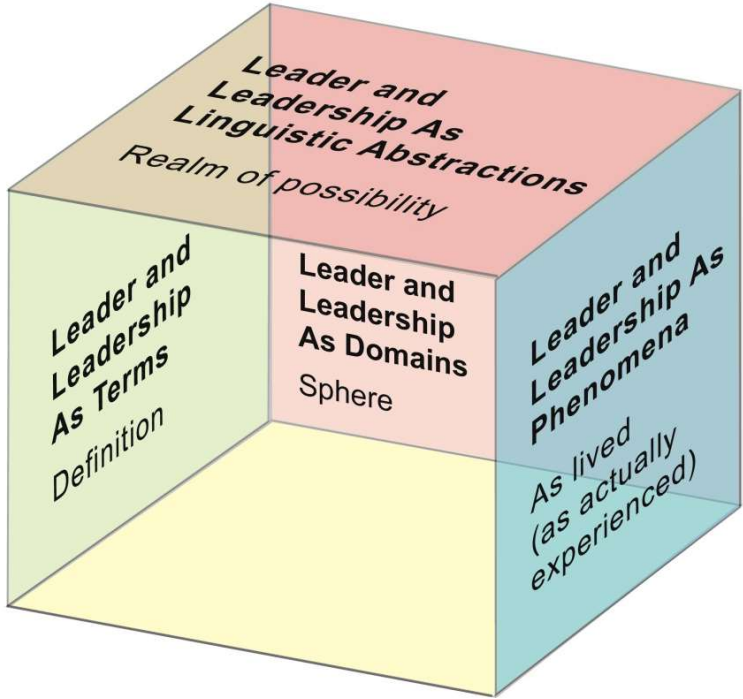 Leader and
Leadership As
Linguistic Abstractions
Realm of possibility
Leader and
Leadership
As Terms
Definition
Leader and
Leadership
As Domains
Sphere
Leader and
Leadership As
Phenomena
As lived
(as actually
experienced)